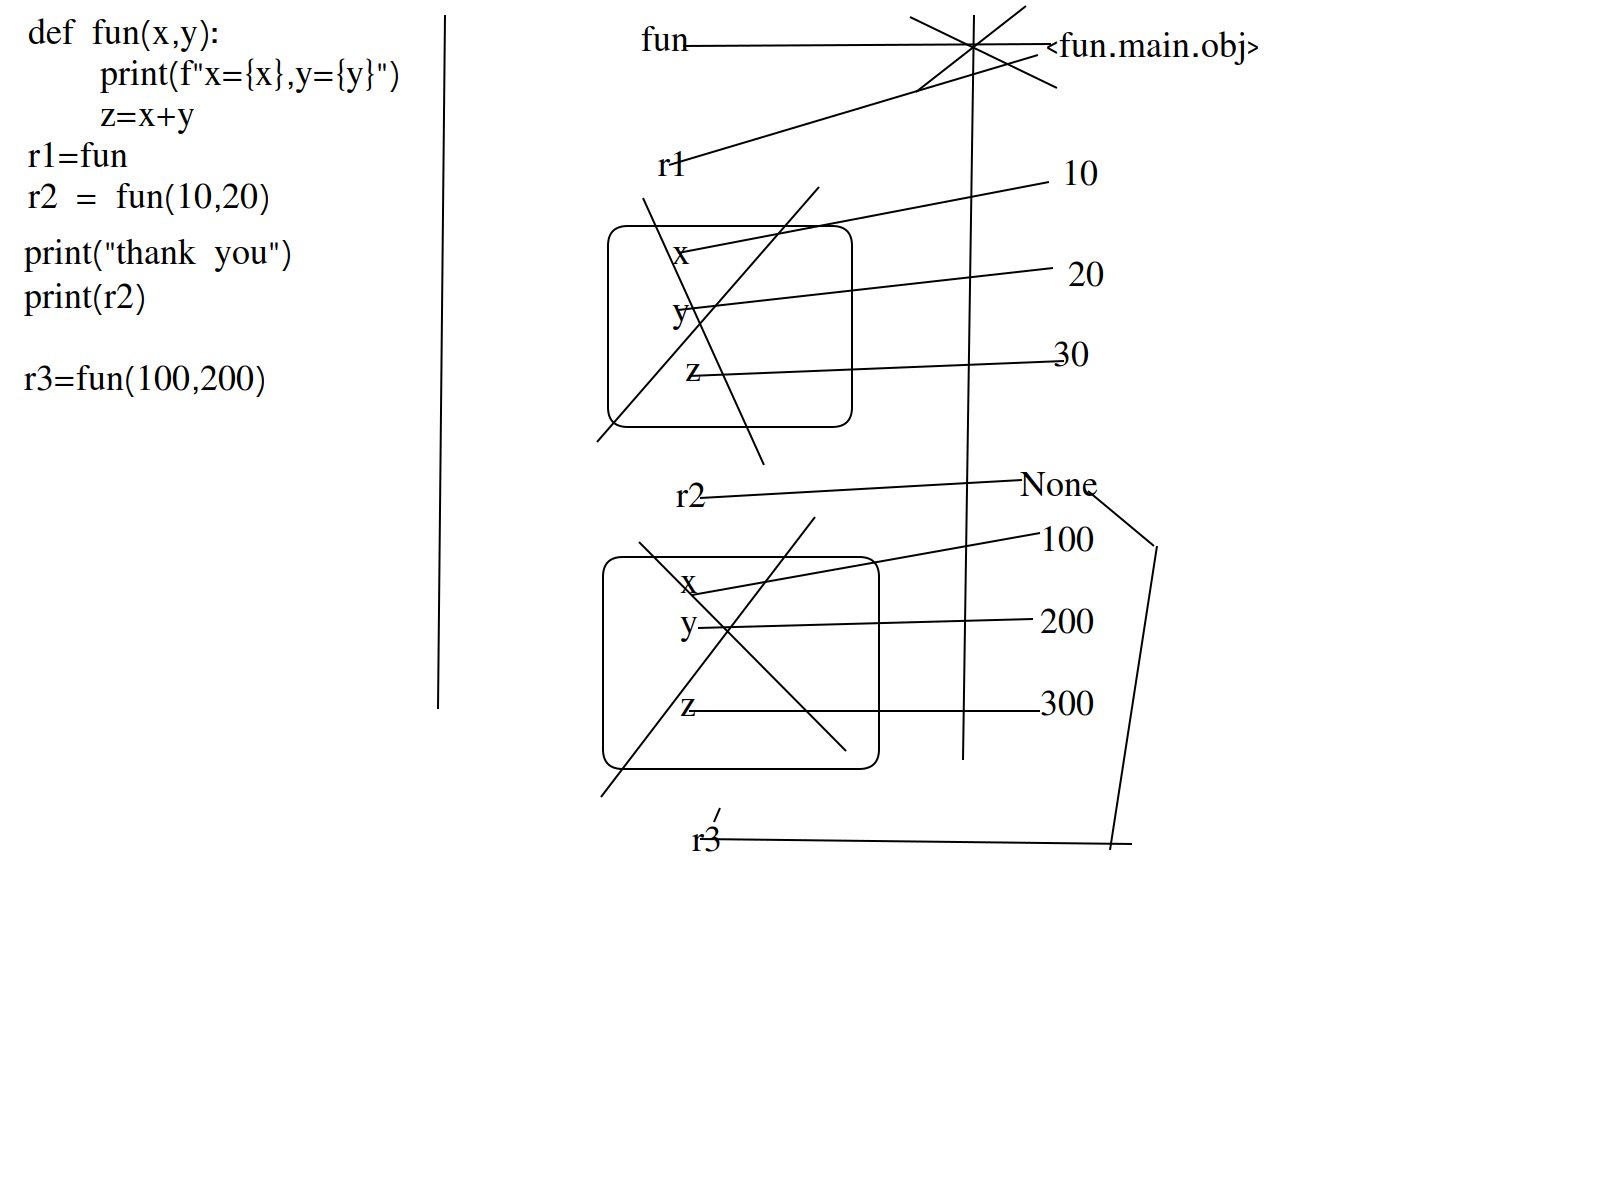 def fun(x,y):
print(f"x={x},y={y}")
z=x+y
r1=fun
r2 = fun(10,20)
print("thank you")
print(r2)
r3=fun(100,200)
fun <fun.main.obj>
r1
10
x
20
y
30
z
r2 None
100
x
y 200
z 300
r3